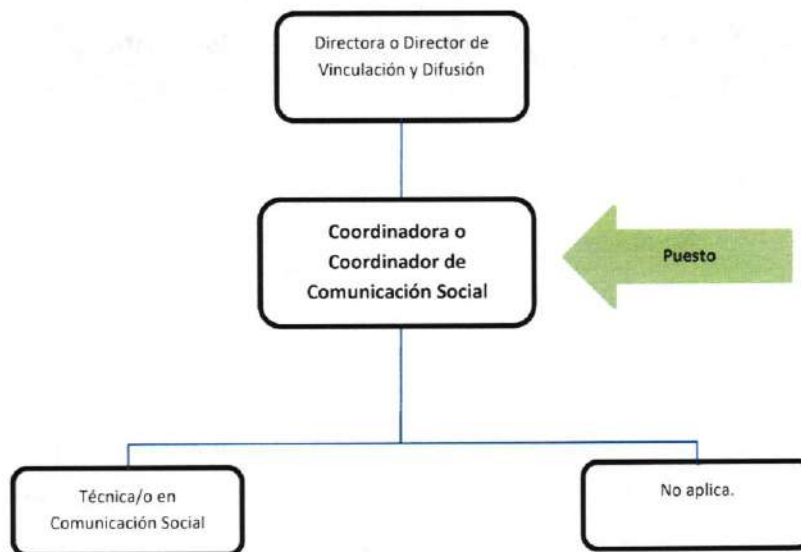 Directora o Director de
Vinculación y Difusión
Coordinadora o
Coordinador de
Comunicación Social
Puesto
Técnica/o en
Comunicación Social
No aplica.